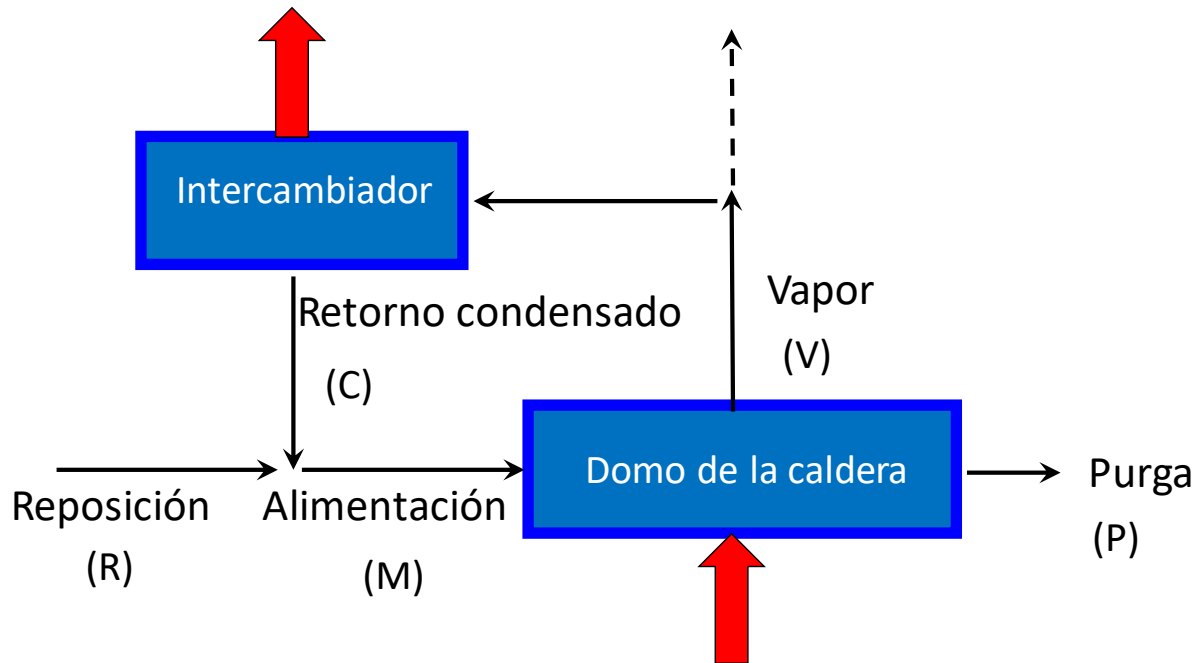 Intercambiador
Retorno condensado
(C)
Vapor
(V)
Reposición
(R)
Alimentación
(M)
Domo de la caldera
Purga
(P)